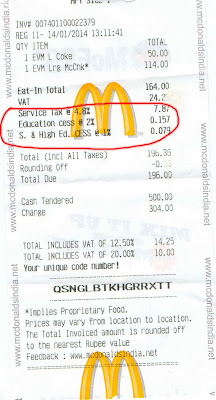 INV# 007401100022379
REG 11- 14/01/2014 13:11:41
QTY ITEM TOTAL
1 EVM L Coke 50.00
1 EVM Lrg McChk* 114.00
Eat-In Total 164.00
VAT 24.2
Service Tax @ 4.8% 7.87
Education cess @ 2% 0.157
S. & High Ed. CESS @ 1% 0.079
Total (incl All Taxes) 196.36
Rounding Off
Total Due 196.00
Cash Tendered 500.00
Change 304.00
TOTAL INCLUDES VAT OF 12.50% 14.25
TOTAL INCLUDES VAT OF 20.00% 10.00
Your unique code number!
QSNGLBTKHGRRXTT
*Implies Proprietary Food.
Prices may vary from location to location.
The Total Invoiced amount is rounded off
to the nearest Rupee value
Feedback : www.mcdonaldsindia.net
www.mcdonaldsindia.net
www.mcdonaldsindia.net